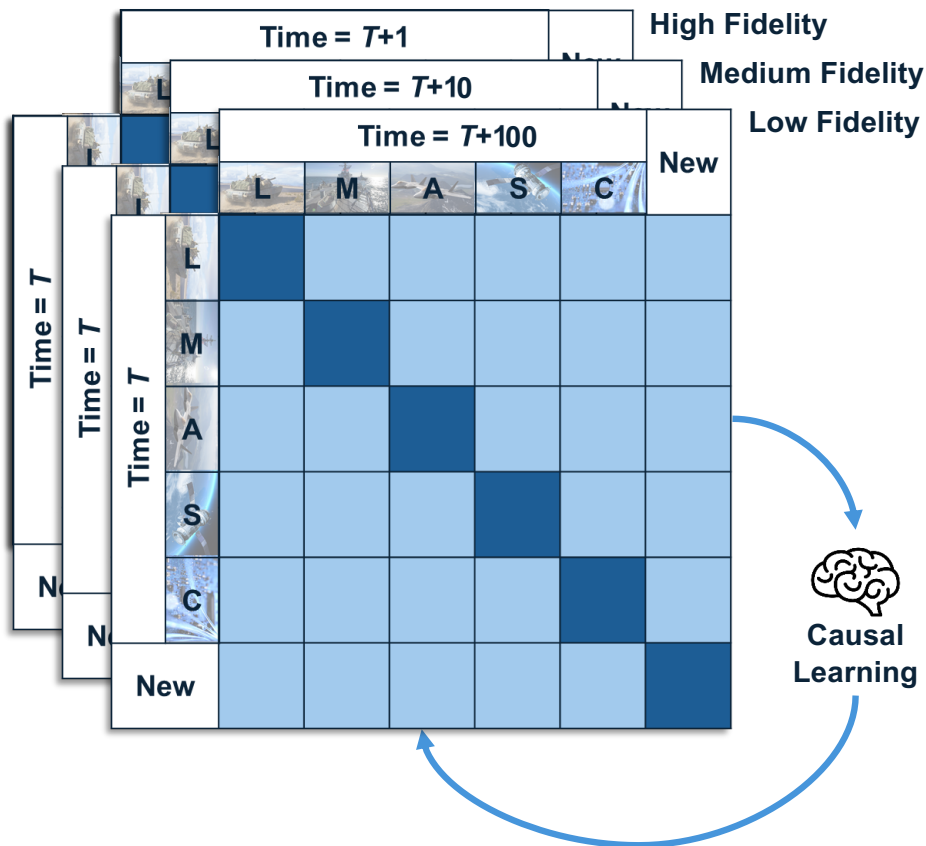 Time = T+1
High Fidelity
Time = T+10
Medium Fidelity
Time = T+100
New
Low Fidelity
L
L
L M A S C
Time = T
Time = T
Time = T
L
M
A
S
C
New
Causal
Learning